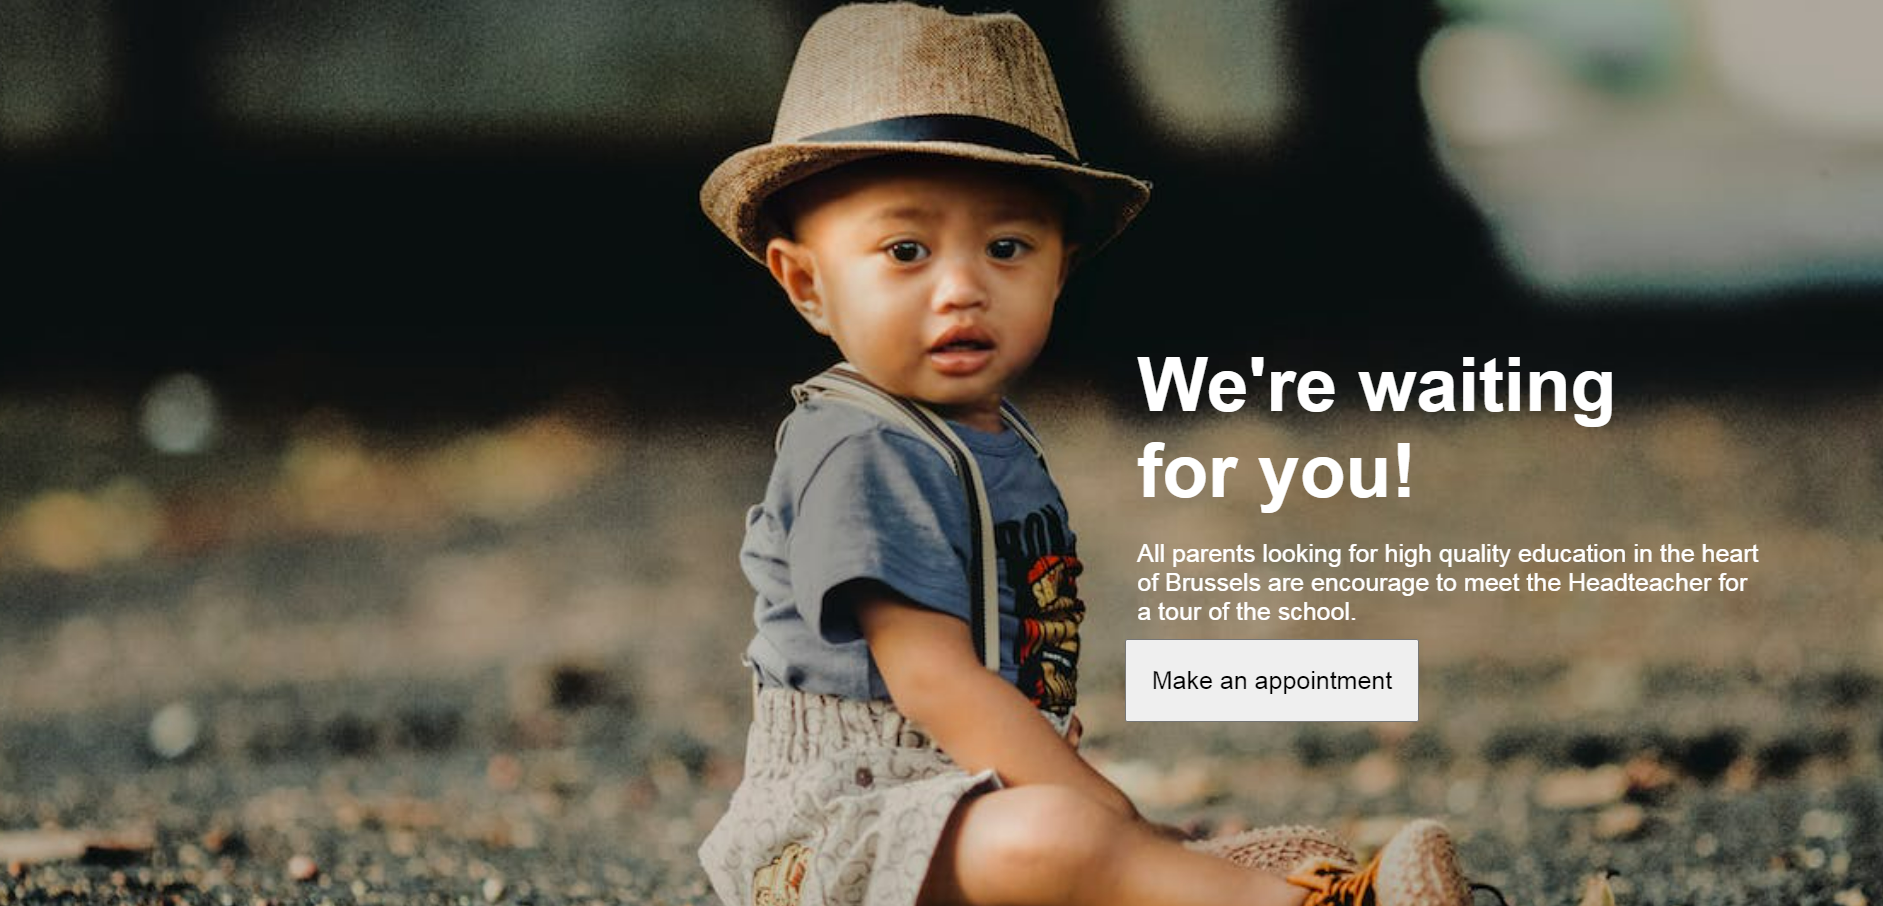 We're waiting
for you!
All parents looking for high quality education in the heart
of Brussels are encourage to meet the Headteacher for
a tour of the school.
Make an appointment